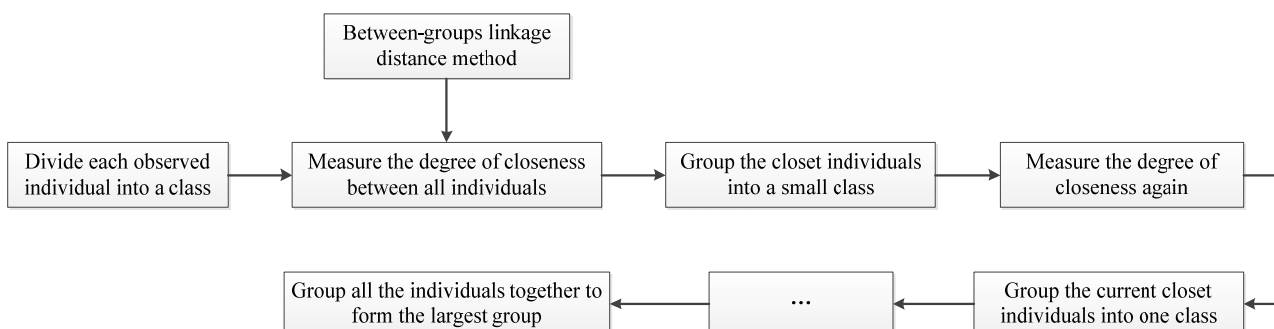 Between-groups linkage
distance method
Divide each observed
individual into a class
Measure the degree of closeness
between all individuals
Group the closet individuals
into a small class
Measure the degree of
closeness again
Group the current closet
individuals into one class
...
Group all the individuals together to
form the largest group